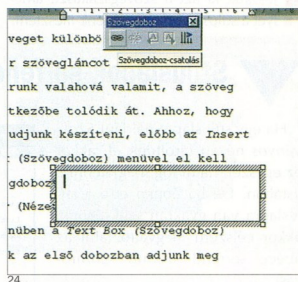 Szövegdoboz
veget különbö
r szövegláncot
Szövegdoboz-csatolás
runk valahová valamit, a szöveg
tkezőbe tolódik át. Ahhoz, hogy
udjunk készíteni, előbb az Insert
(Szövegdoboz) menüvel el kell
gdoboz
(Néze
nüben a Text Box (Szövegdoboz)
k az első dobozban adjunk meg
24